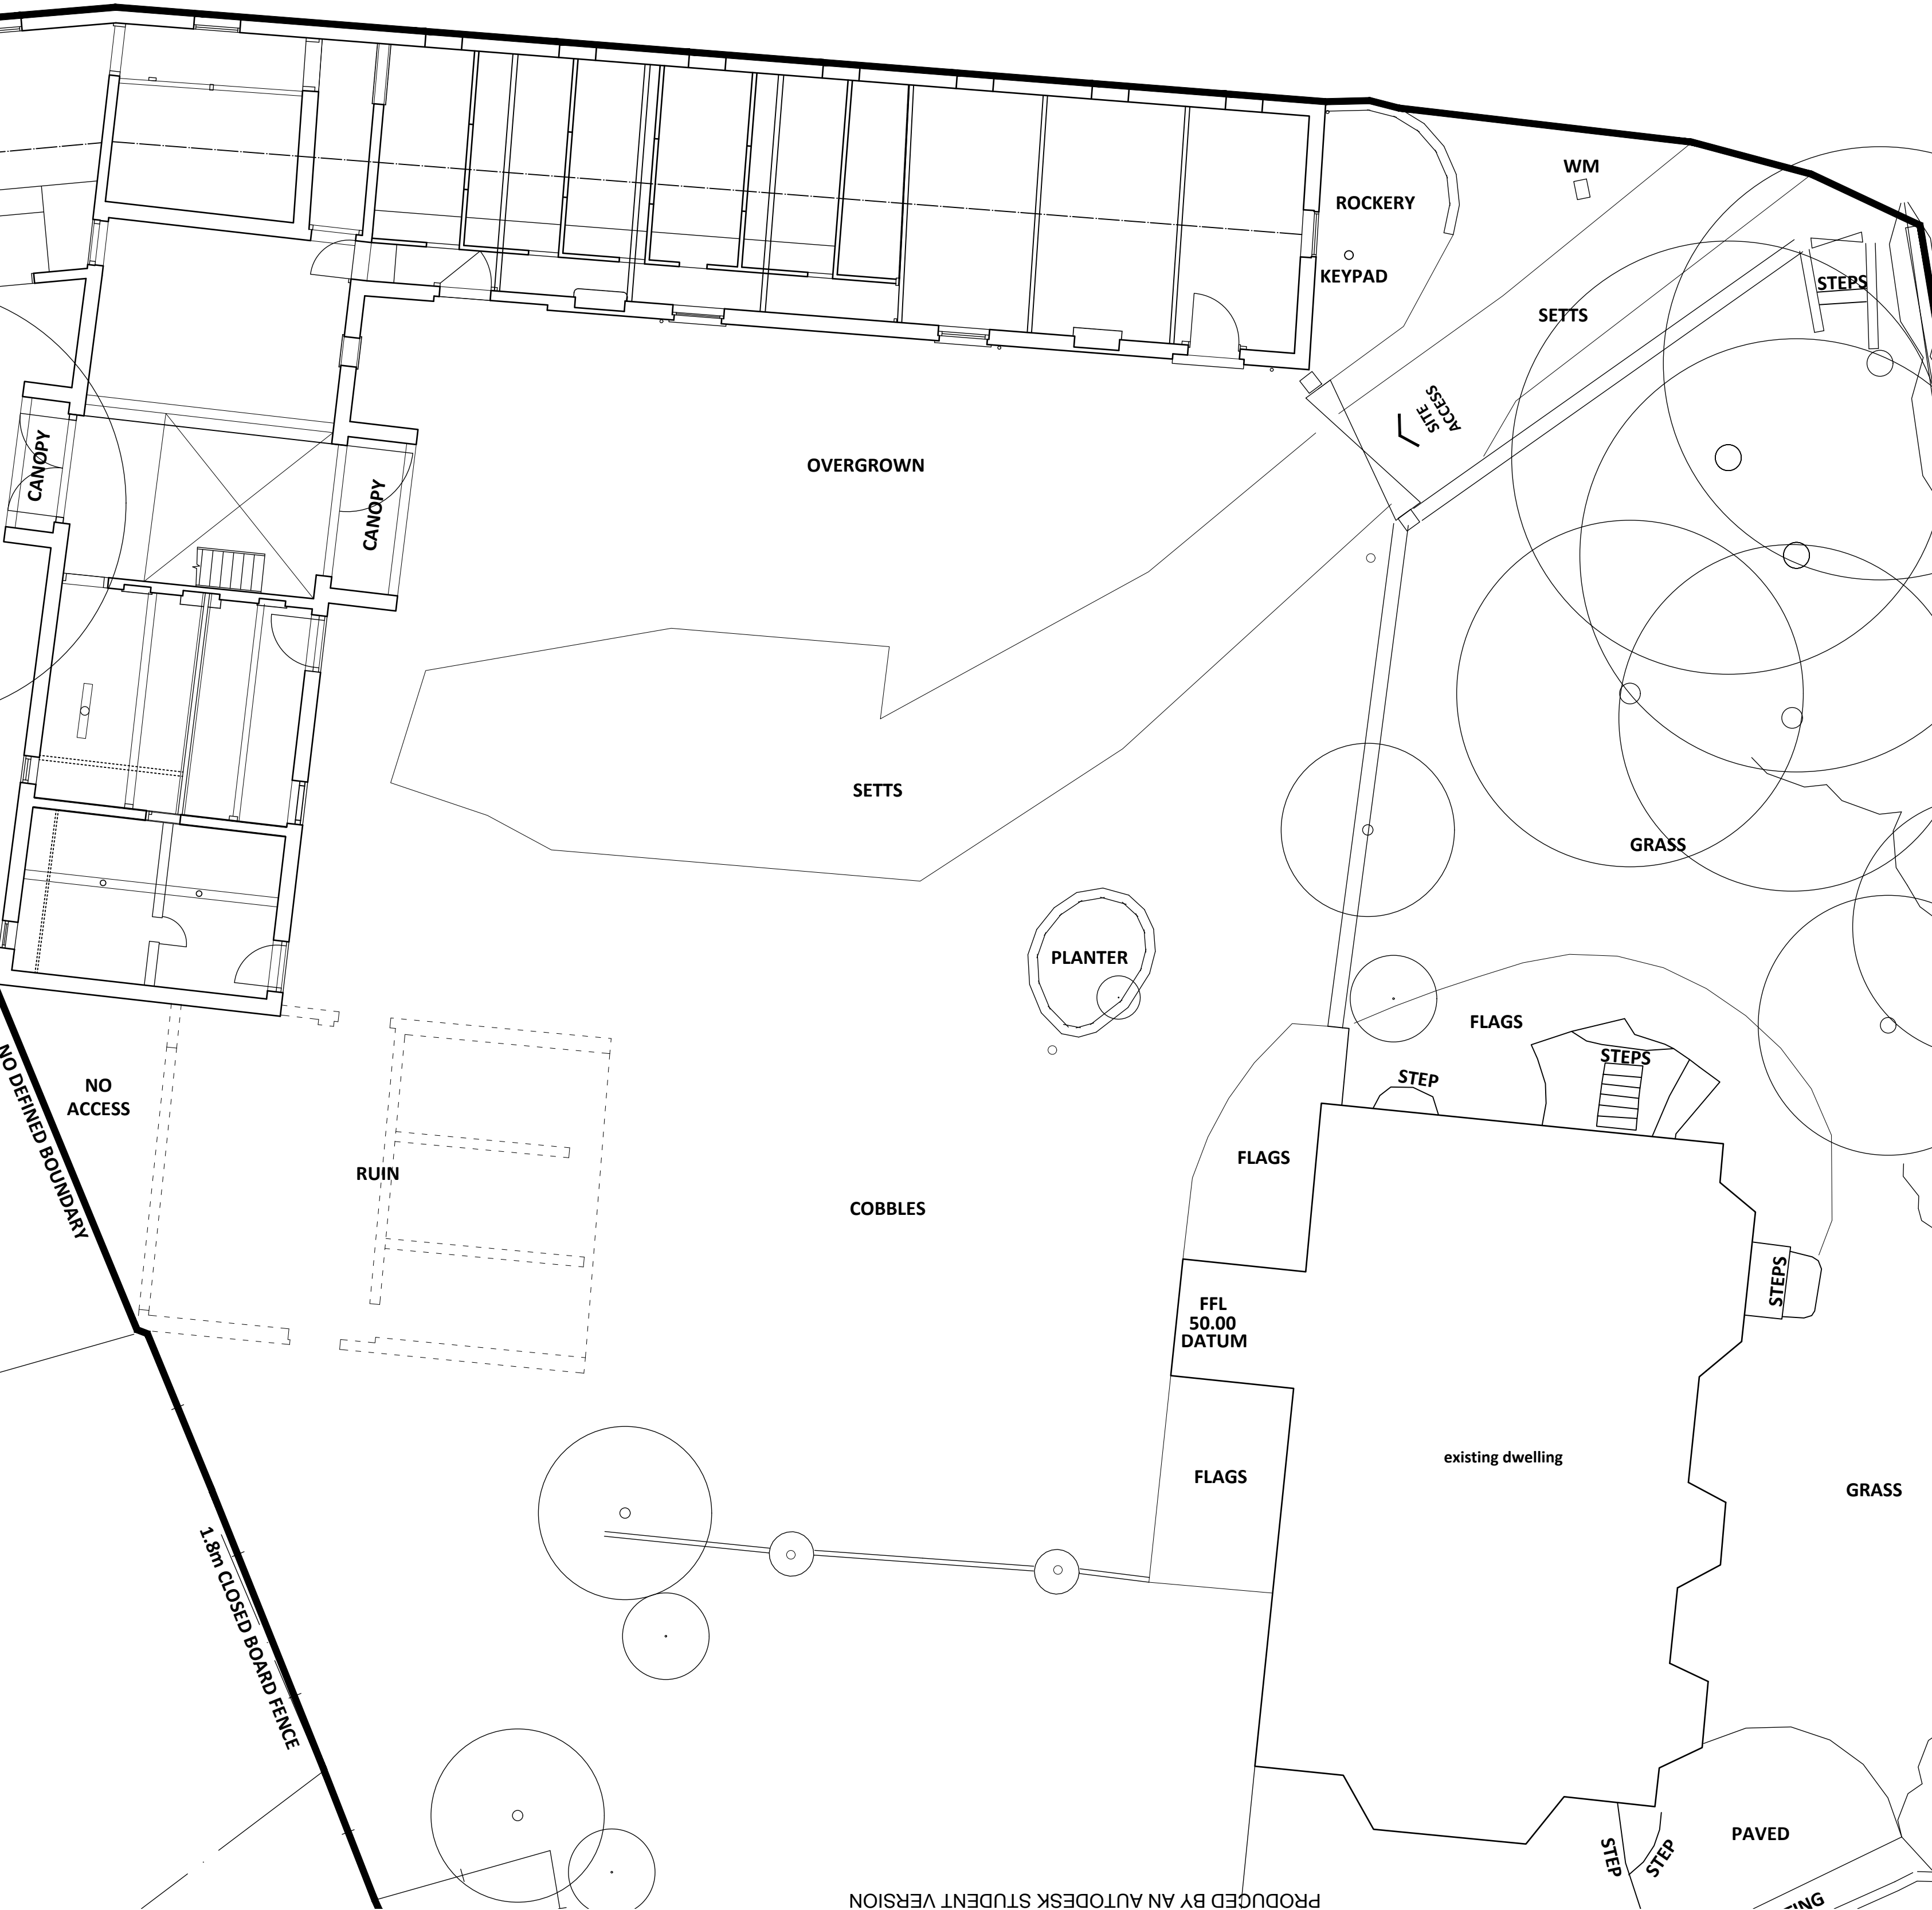 WM
ROCKERY
KEYPAD
STEPS
SETTS
SITE
ACCESS
CANOPY
CANOPY
OVERGROWN
SETTS
GRASS
PLANTER
FLAGS
STEPS
STEP
NO DEFINED BOUNDARY
NO
ACCESS
RUIN
FLAGS
COBBLES
STEPS
FFL
50.00
DATUM
existing dwelling
FLAGS
GRASS
1.8m CLOSED BOARD FENCE
PAVED
STEP
STEP
PRODUCED BY AN AUTODESK STUDENT VERSION